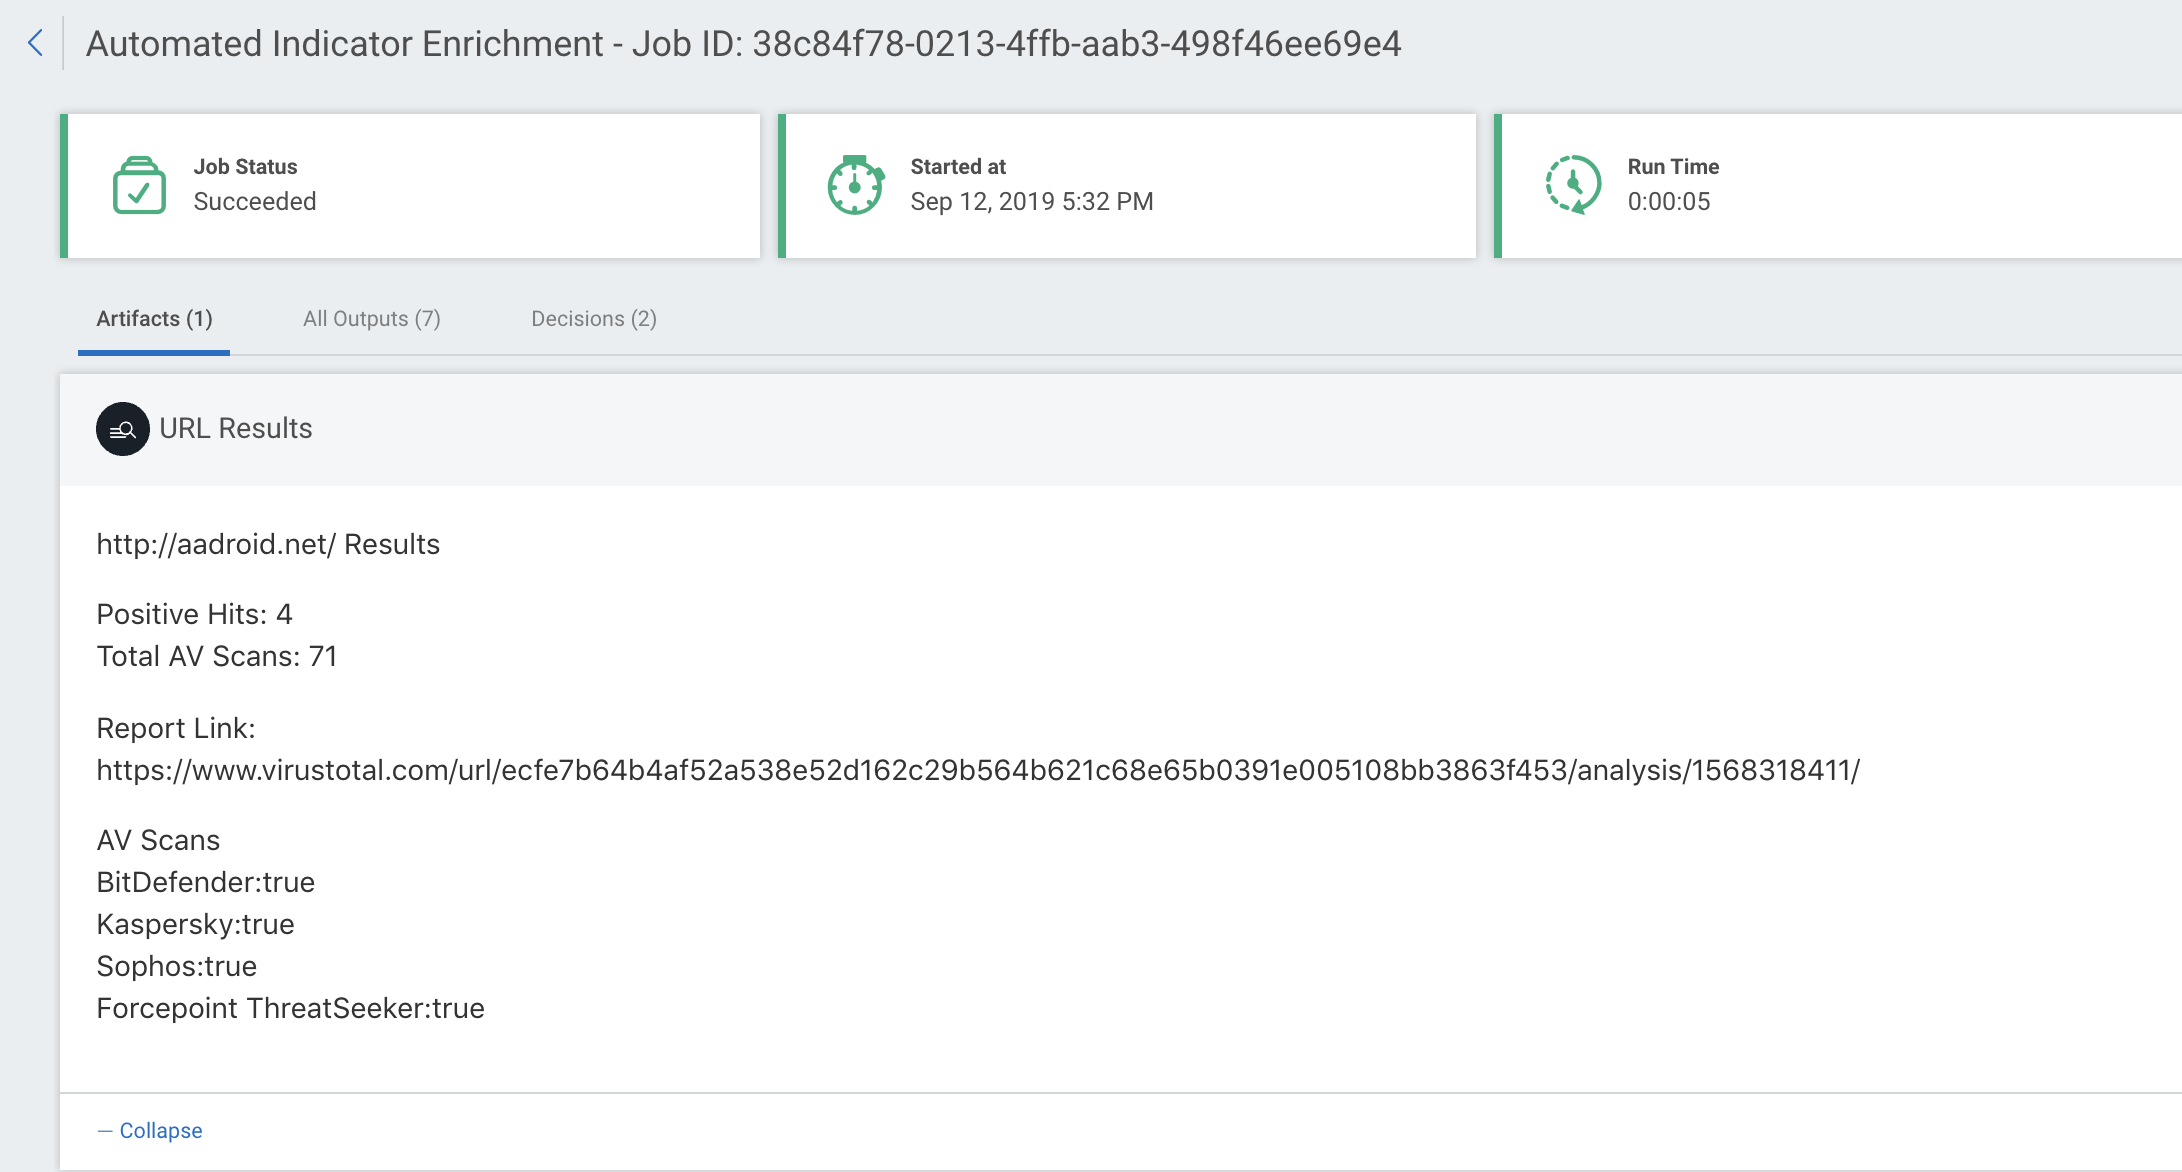 Automated Indicator Enrichment - Job ID: 38c84f78-0213-4ffb-aab3-498f46ee69e4
Job Status
Succeeded
Started at
Sep 12, 2019 5:32 PM
Run Time
0:00:05
Artifacts (1)
All Outputs (7)
Decisions (2)
URL Results
http://aadroid.net/ Results
Positive Hits: 4
Total AV Scans: 71
Report Link:
https://www.virustotal.com/url/ecfe7b64b4af52a538e52d162c29b564b621c68e65b0391e005108bb3863f453/analysis/1568318411/
AV Scans
BitDefender:true
Kaspersky:true
Sophos:true
Forcepoint ThreatSeeker:true
— Collapse